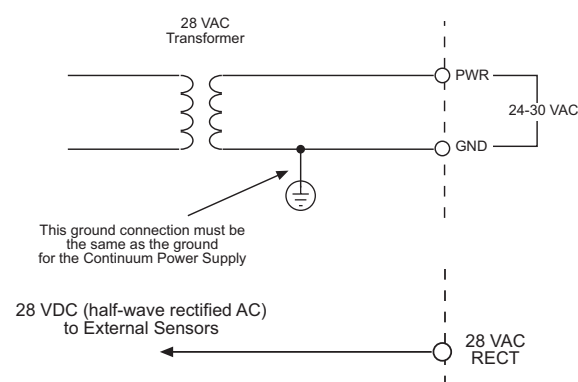 28 VAC
Transformer
PWR
24-30 VAC
GND
This ground connection must be
the same as the ground
for the Continuum Power Supply
28 VDC (half-wave rectified AC)
to External Sensors
28 VAC
RECT